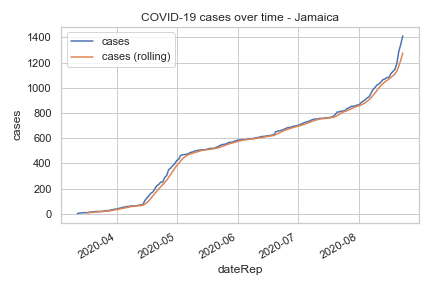 COVID-19 cases over time - Jamaica
cases
cases (rolling)
cases
1400
1200
1000
800
600
400
200
0
2020-04
2020-05
2020-06
2020-07
2020-08
dateRep